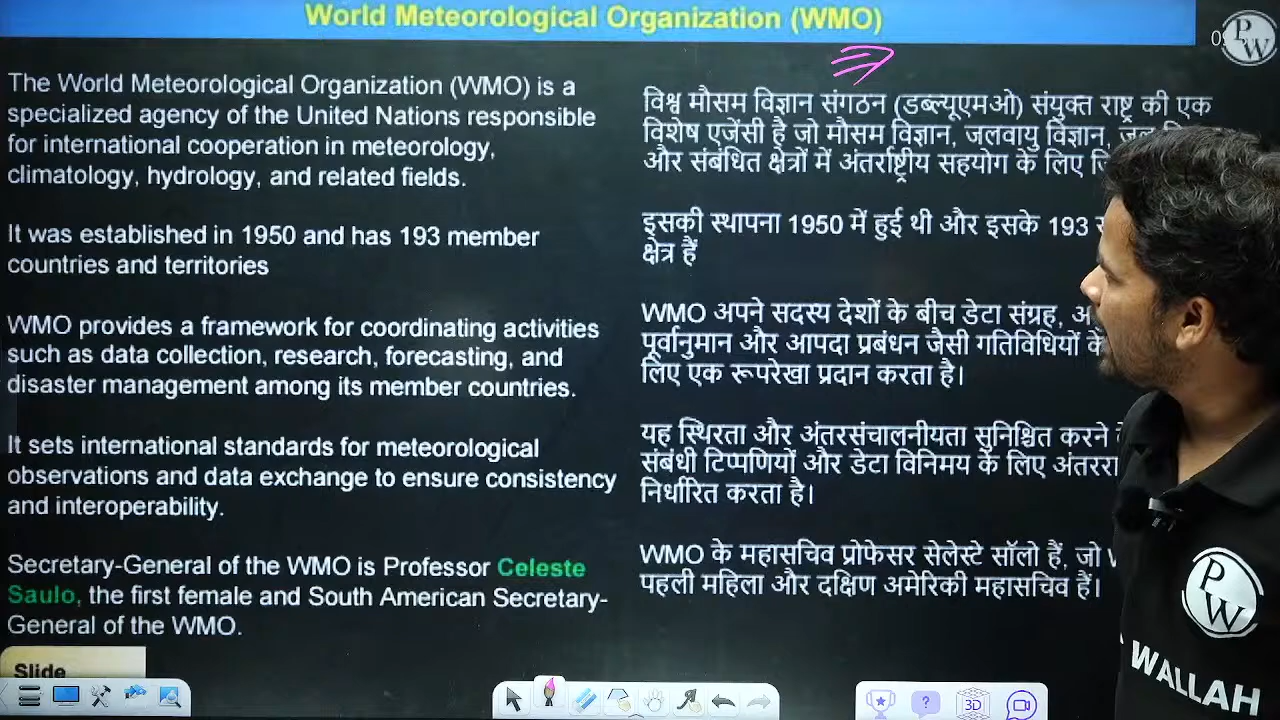 World Meteorological Organization (WMO)
The World Meteorological Organization (WMO) is a
specialized agency of the United Nations responsible
for international cooperation in meteorology,
climatology, hydrology, and related fields.
It was established in 1950 and has 193 member
countries and territories
WMO provides a framework for coordinating activities
such as data collection, research, forecasting, and
disaster management among its member countries.
It sets international standards for meteorological
observations and data exchange to ensure consistency
and interoperability.
Secretary-General of the WMO is Professor Celeste
Saulo, the first female and South American Secretary-
General of the WMO.
विश्व मौसम विज्ञान संगठन (डब्ल्यूएमओ) संयुक्त राष्ट्र की एक
विशेष एजेंसी है जो मौसम विज्ञान, जलवायु विज्ञान,
और संबंधित क्षेत्रों में अंतर्राष्ट्रीय सहयोग के लिए
इसकी स्थापना 1950 में हुई थी और इसके 193
क्षेत्र हैं
WMO अपने सदस्य देशों के बीच डेटा संग्रह,
पूर्वानुमान और आपदा प्रबंधन जैसी गतिविधियों के
लिए एक रूपरेखा प्रदान करता है।
यह स्थिरता और अंतरसंचालनीयता सुनिश्चित करने
संबंधी टिप्पणियों और डेटा विनिमय के लिए
निर्धारित करता है।
WMO के महासचिव प्रोफेसर सेलेस्टे सॉलो हैं, जो
पहली महिला और दक्षिण अमेरिकी महासचिव हैं।
Slide
3D
PW
PW
WALLAH